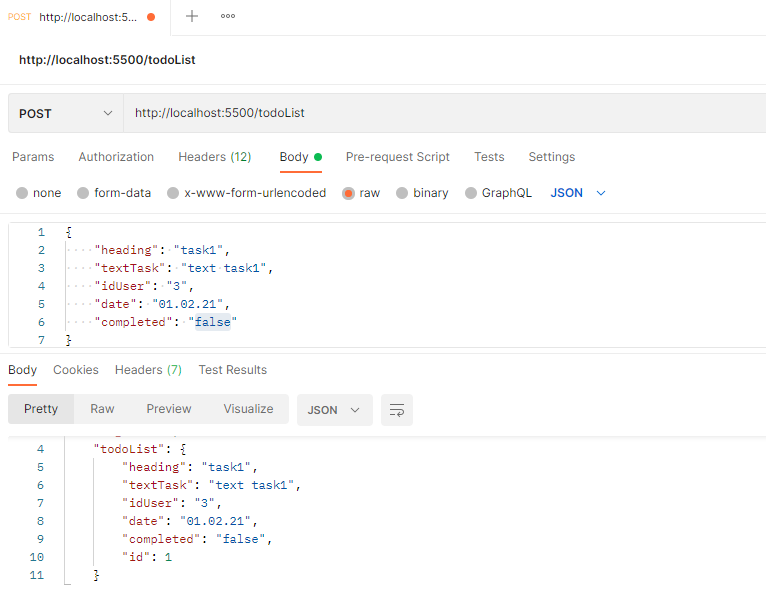 POST http://localhost:5...
http://localhost:5500/todoList
POST http://localhost:5500/todoList
Params Authorization Headers (12) Body Pre-request Script Tests Settings
none form-data x-www-form-urlencoded raw binary GraphQL JSON
1 {
2 "heading": "task1",
3 "textTask": "text task1",
4 "idUser": "3",
5 "date": "01.02.21",
6 "completed": "false"
7 }
Body Cookies Headers (7) Test Results
Pretty Raw Preview Visualize JSON
4 "todoList": {
5 "heading": "task1",
6 "textTask": "text task1",
7 "idUser": "3",
8 "date": "01.02.21",
9 "completed": "false",
10 "id": 1
11 }